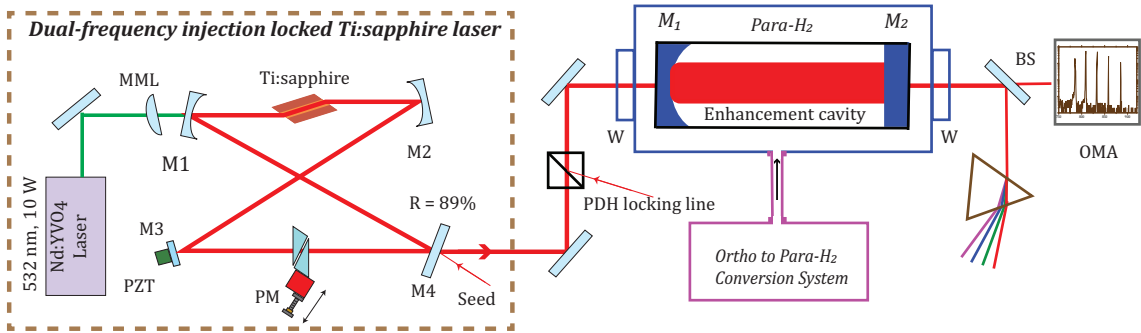 Dual-frequency injection locked Ti:sapphire laser
MML
Ti:sapphire
M1
M2
R = 89%
M3
PZT
PM
M4
Seed
532 nm, 10 W
Nd:YVO4
Laser
M₁
Para-H₂
M₂
W
Enhancement cavity
W
BS
OMA
PDH locking line
Ortho to Para-H₂
Conversion System